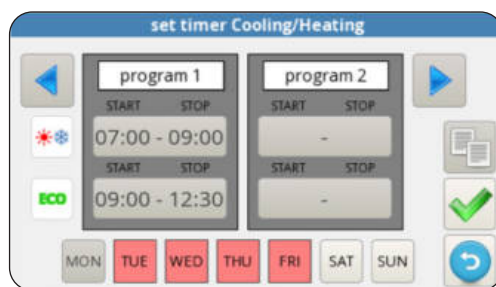 set timer Cooling/Heating
program 1 program 2
START STOP START STOP
07:00 - 09:00 -
START STOP START STOP
ECO 09:00 - 12:30 -
MON TUE WED THU FRI SAT SUN